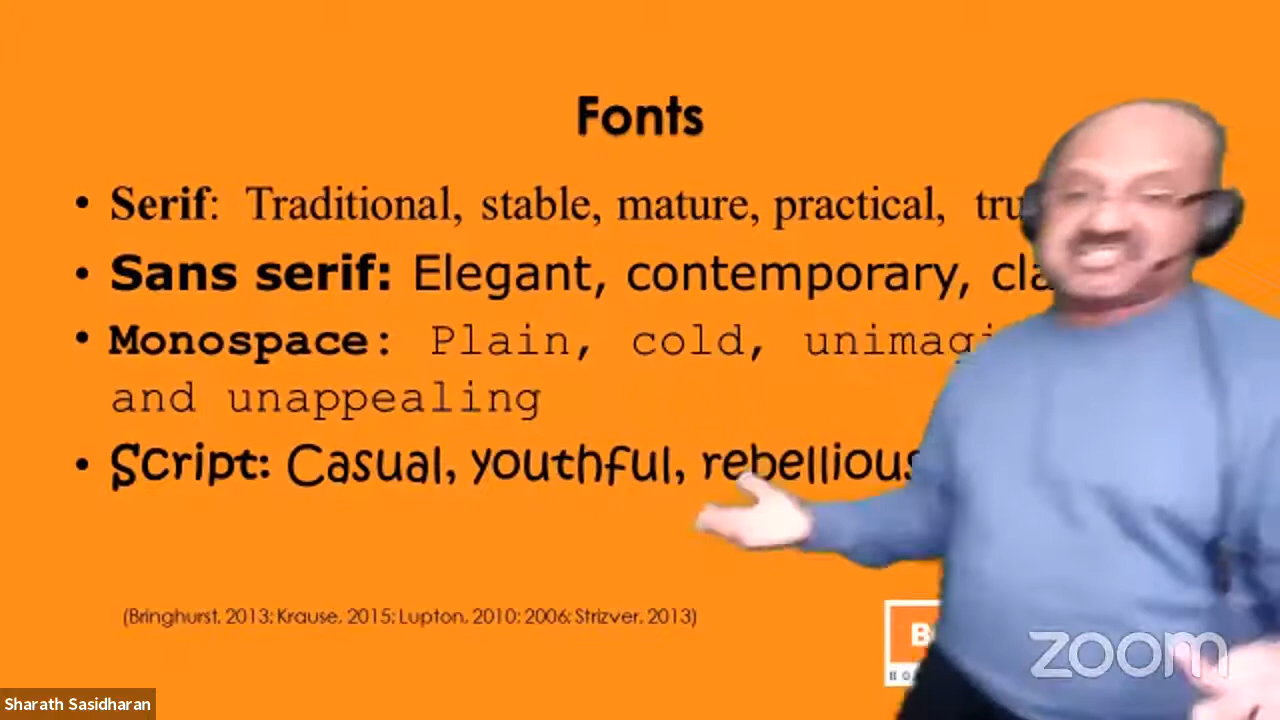 Fonts
• Serif: Traditional, stable, mature, practical,
• Sans serif: Elegant, contemporary,
• Monospace: Plain, cold,
and unappealing
• Script: Casual, youthful, rebellious
(Bringhurst, 2013; Krause, 2015; Lupton, 2010; 2006; Strizver, 2013)
zoom
Sharath Sasidharan